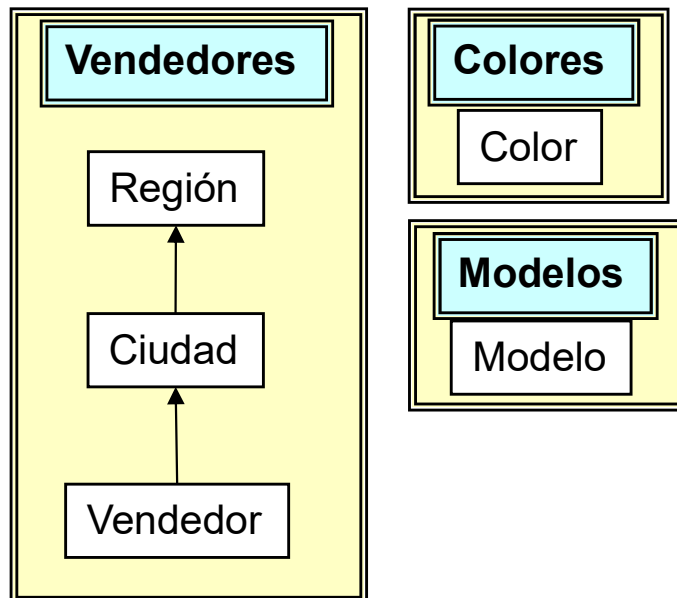 Vendedores
Región
Ciudad
Vendedor
Colores
Color
Modelos
Modelo